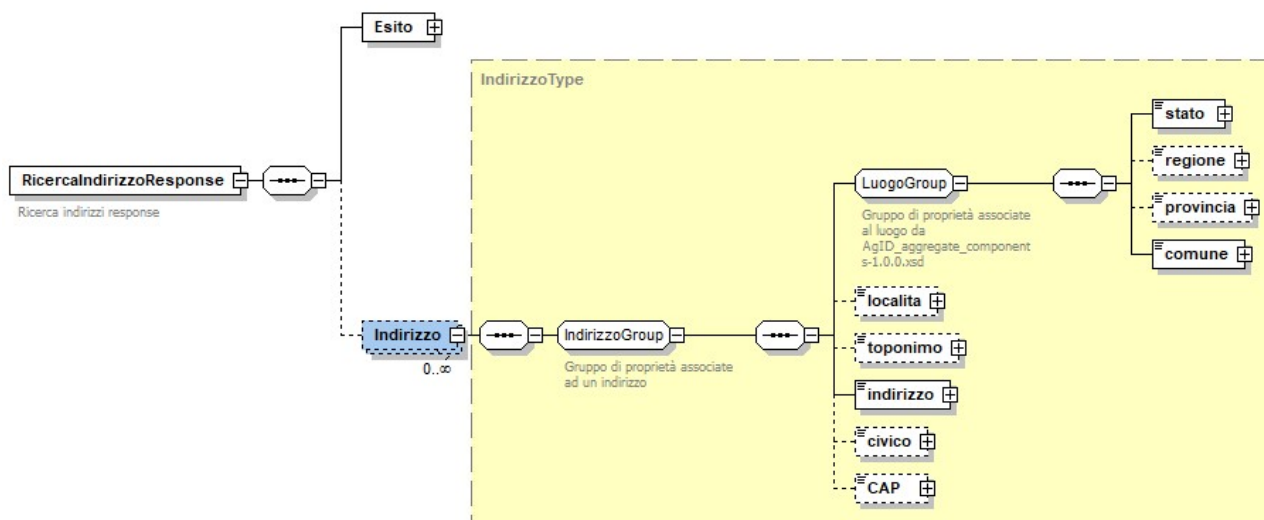 Esito
IndirizzoType
stato
regione
RicercaIndirizzoResponse
LuogoGroup
Ricerca indirizzi response
provincia
Gruppo di proprietà associate
al luogo da
AgID_aggregate_component
s-1.0.0.xsd
comune
localita
Indirizzo
IndirizzoGroup
toponimo
0..∞
Gruppo di proprietà associate
ad un indirizzo
indirizzo
civico
CAP